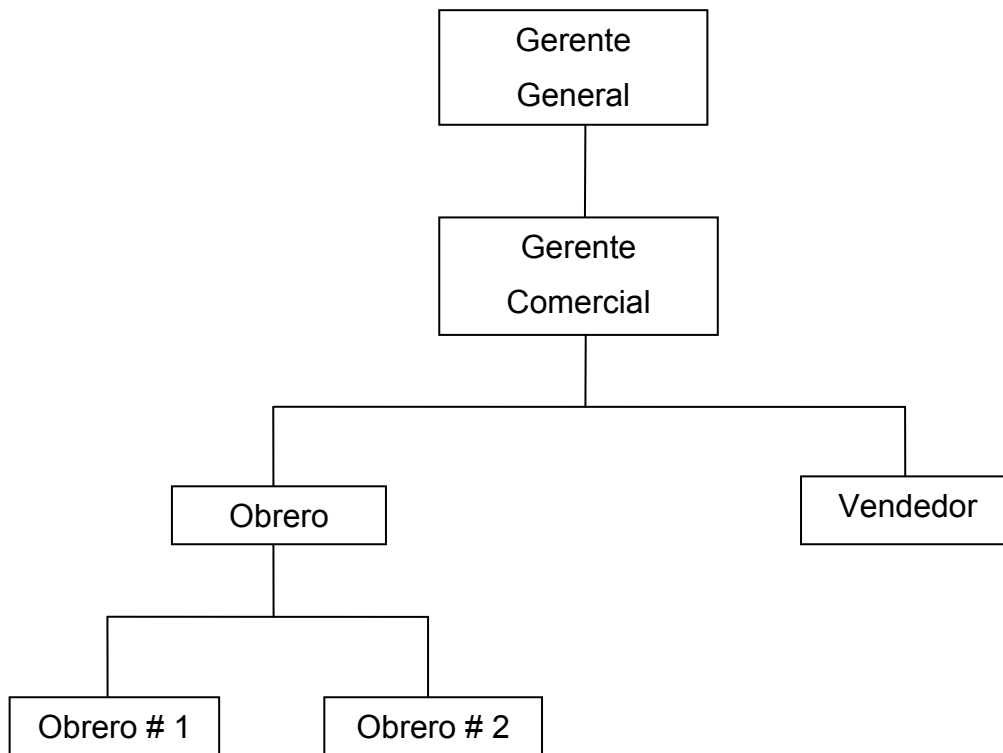 Gerente
General
Gerente
Comercial
Obrero
Vendedor
Obrero # 1
Obrero # 2